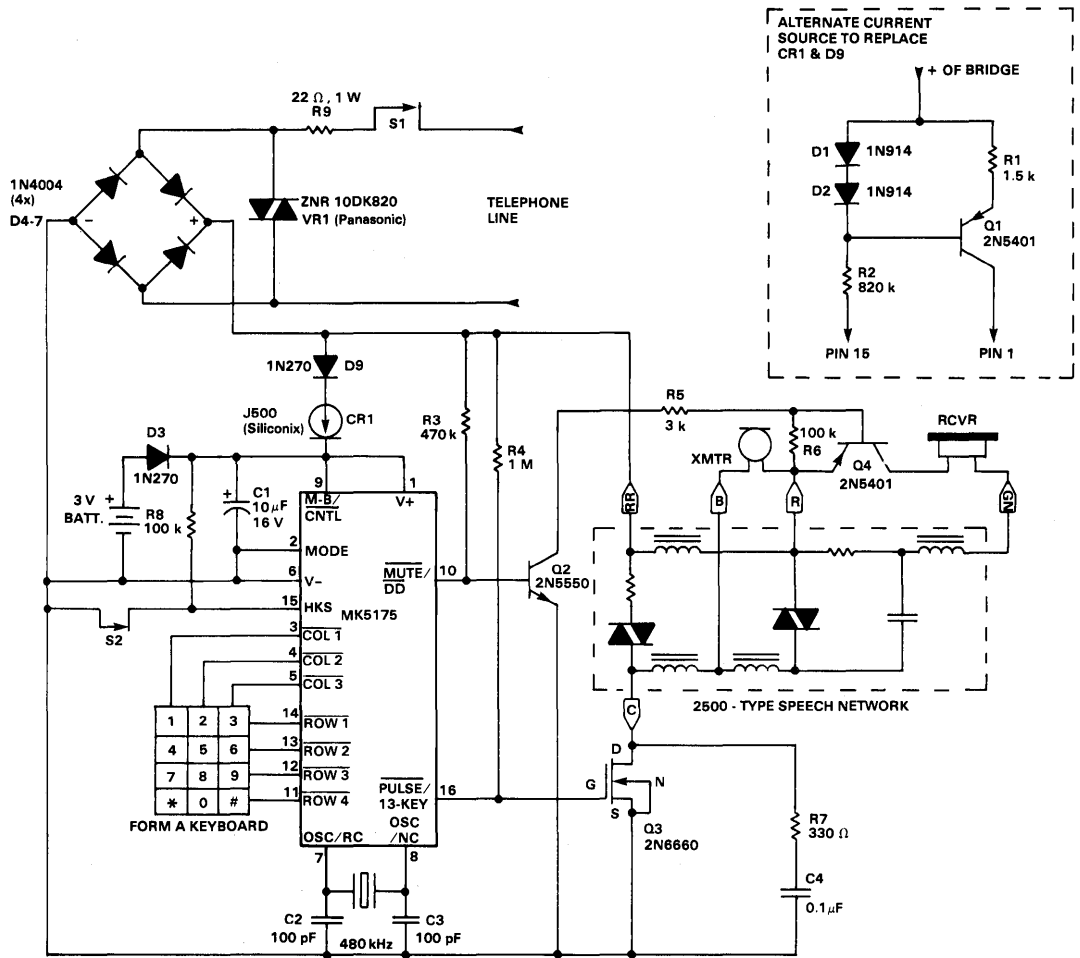 ALTERNATE CURRENT
SOURCE TO REPLACE
CR1 & D9
+ OF BRIDGE
D1
1N914
D2
1N914
R1
1.5 k
Q1
2N5401
R2
820 k
PIN 15
PIN 1
22 Ω, 1 W
R9
S1
1N4004
(4x)
D4-7
-
+
ZNR 10DK820
VR1 (Panasonic)
TELEPHONE
LINE
1N270
D9
J500
(Siliconix)
CR1
R3
470 k
R4
1 M
R5
3 k
100 k
R6
XMTR
Q4
2N5401
RCVR
RR
B
R
GN
D3
1N270
3 V
BATT.
+
R8
100 k
+
C1
10 μF
16 V
9
M-B/
CNTL
1
V+
2
MODE
6
V-
15
HKS
MK5175
3
COL 1
4
COL 2
5
COL 3
14
ROW 1
13
ROW 2
12
ROW 3
11
ROW 4
10
MUTE/
DD
16
PULSE/
13-KEY
OSC/RC
OSC
/NC
7
8
S2
1 2 3
4 5 6
7 8 9
* 0 #
FORM A KEYBOARD
Q2
2N5550
2500 - TYPE SPEECH NETWORK
C
D
G
N
S
Q3
2N6660
R7
330 Ω
C4
0.1 μF
C2
100 pF
480 kHz
C3
100 pF